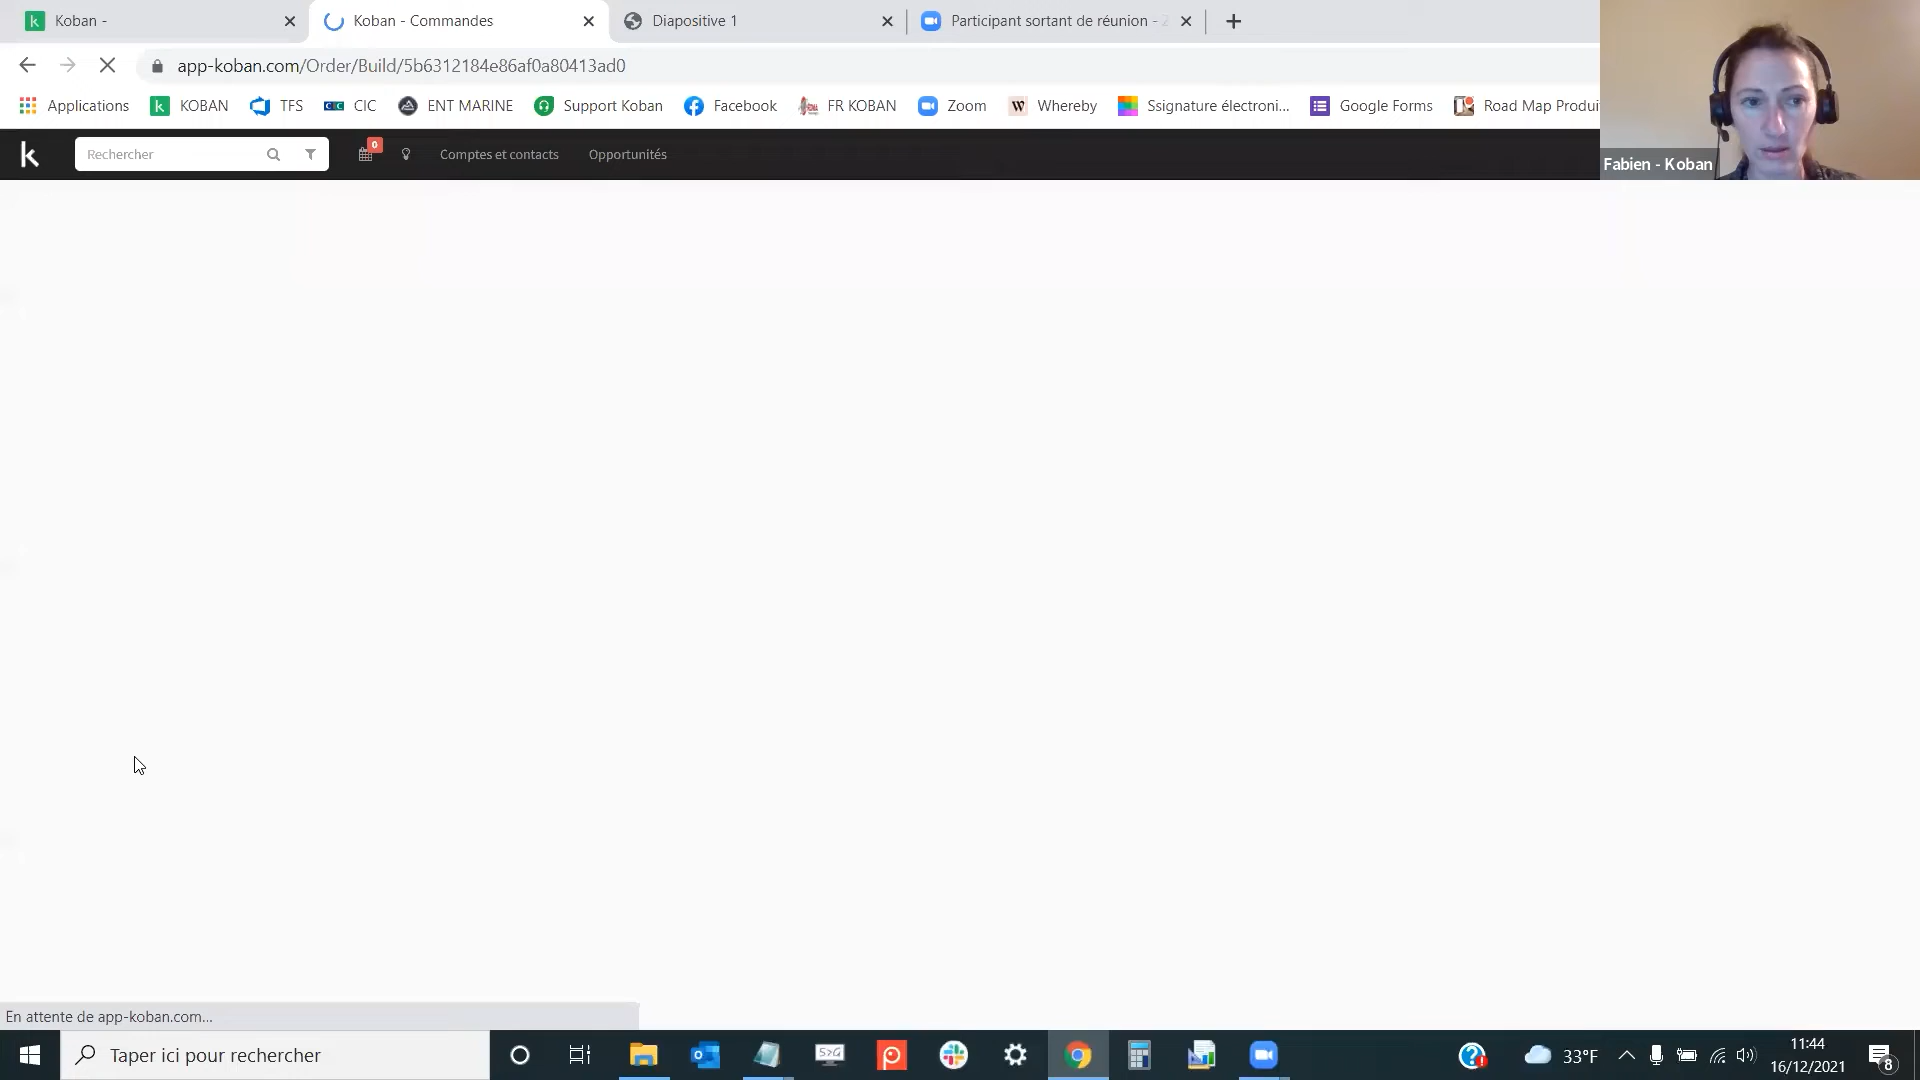 Koban -
Koban - Commandes
Diapositive 1
Participant sortant de réunion -
app-koban.com/Order/Build/5b6312184e86af0a80413ad0
Applications
KOBAN
TFS
CIC
ENT MARINE
Support Koban
Facebook
FR KOBAN
Zoom
Whereby
Ssignature électroni...
Google Forms
Road Map Produi
Rechercher
0
Comptes et contacts
Opportunités
Fabien - Koban
En attente de app-koban.com...
Taper ici pour rechercher
33°F
11:44
16/12/2021
8